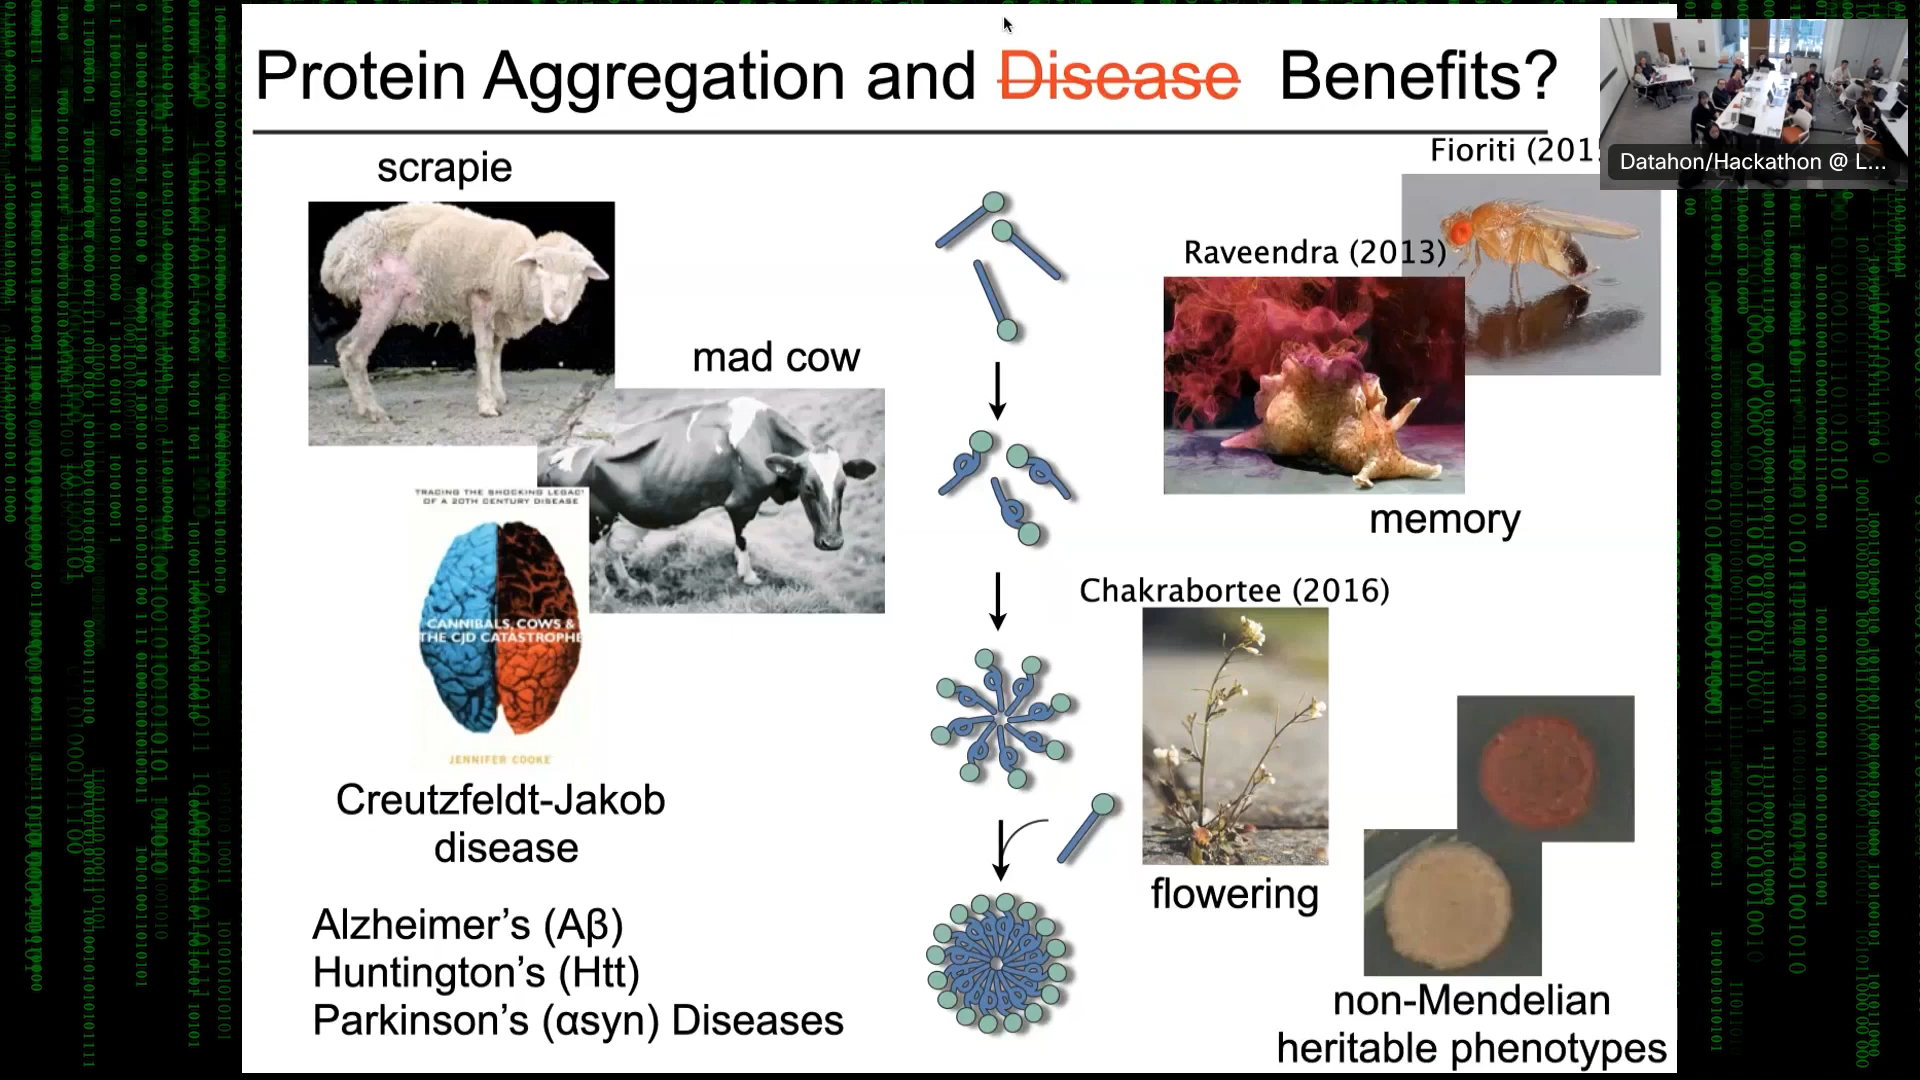 Protein Aggregation and Disease Benefits?
Datahon/Hackathon @ L...
scrapie
Fioriti (201
Raveendra (2013)
mad cow
TRACING THE SHOCKING LEGACY
OF A 20TH CENTURY DISEASE
memory
Chakrabortee (2016)
CANNIBALS, COWS &
THE CJD CATASTROPHE
JENNIFER COOKE
Creutzfeldt-Jakob
disease
flowering
Alzheimer's (Aβ)
Huntington's (Htt)
Parkinson's (αsyn) Diseases
non-Mendelian
heritable phenotypes